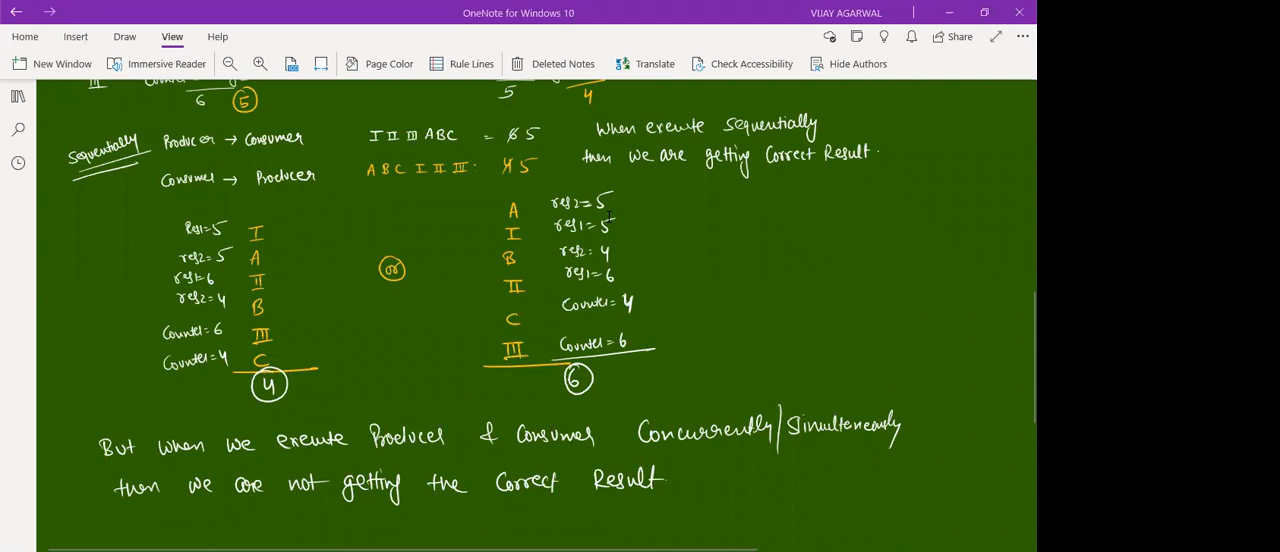 OneNote for Windows 10
VIJAY AGARWAL
Home Insert Draw View Help
Share
New Window Immersive Reader Page Color Rule Lines Deleted Notes Translate Check Accessibility Hide Authors
III
6 5
5 4
Sequentially Producer → Consumer I II III A B C = 6 5 When execute Sequentially
then we are getting Correct Result.
Consumer → Producer A B C I II III: 4 5
Reg1=5 I
reg2=5 A
reg1=6 II
reg2=4 B
Counter=6 III
Counter=4 C
4
or
A reg2=5
I reg1=5
B reg2=4
II reg1=6
C Counter=4
III Counter=6
6
But when we execute Producer & Consumer Concurrently/Simultaneously
then we are not getting the Correct Result.